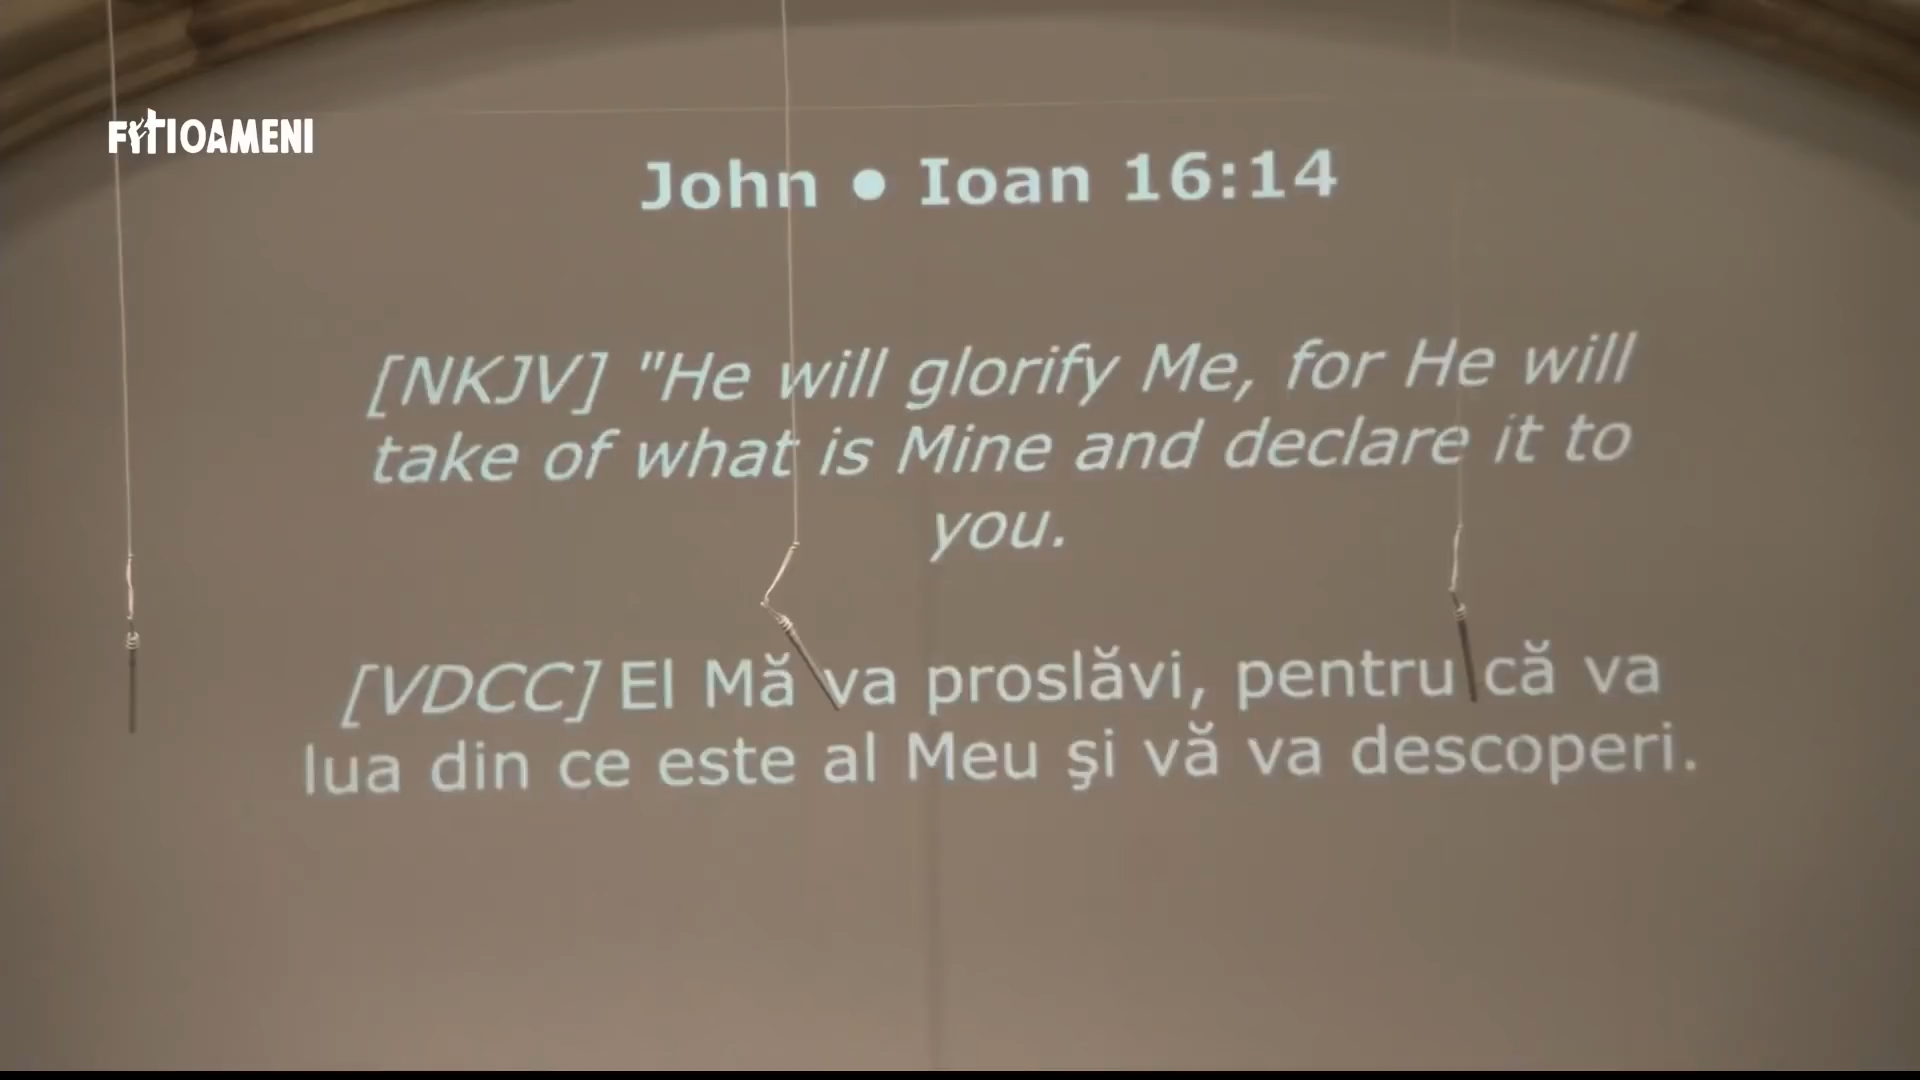 FIȚIOAMENI
John ● Ioan 16:14
[NKJV] "He will glorify Me, for He will
take of what is Mine and declare it to
you.
[VDCC] El Mă va proslăvi, pentru că va
lua din ce este al Meu şi vă va descoperi.